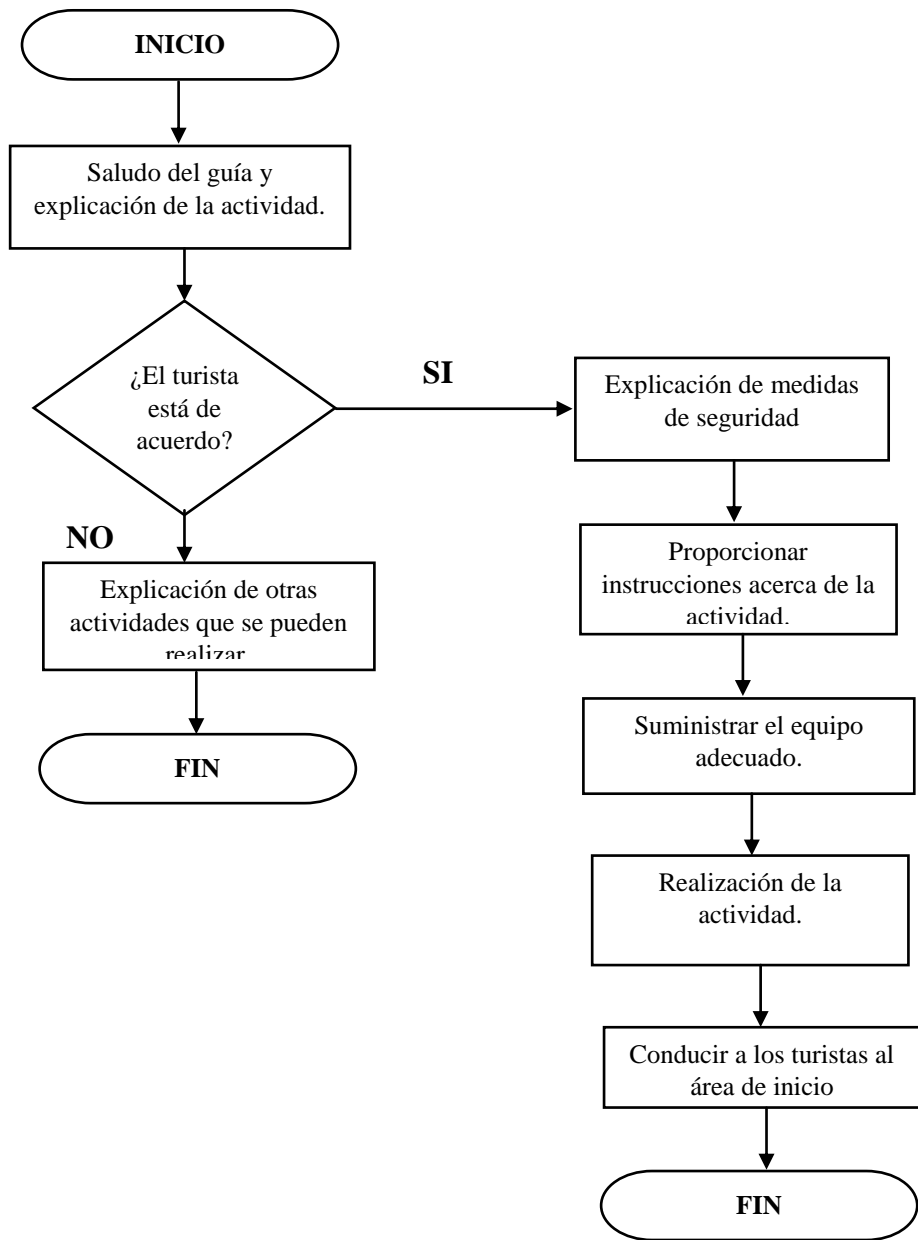 INICIO
Saludo del guía y
explicación de la actividad.
¿El turista
está de
acuerdo?
SI
NO
Explicación de otras
actividades que se pueden
realizar
FIN
Explicación de medidas
de seguridad
Proporcionar
instrucciones acerca de la
actividad.
Suministrar el equipo
adecuado.
Realización de la
actividad.
Conducir a los turistas al
área de inicio
FIN